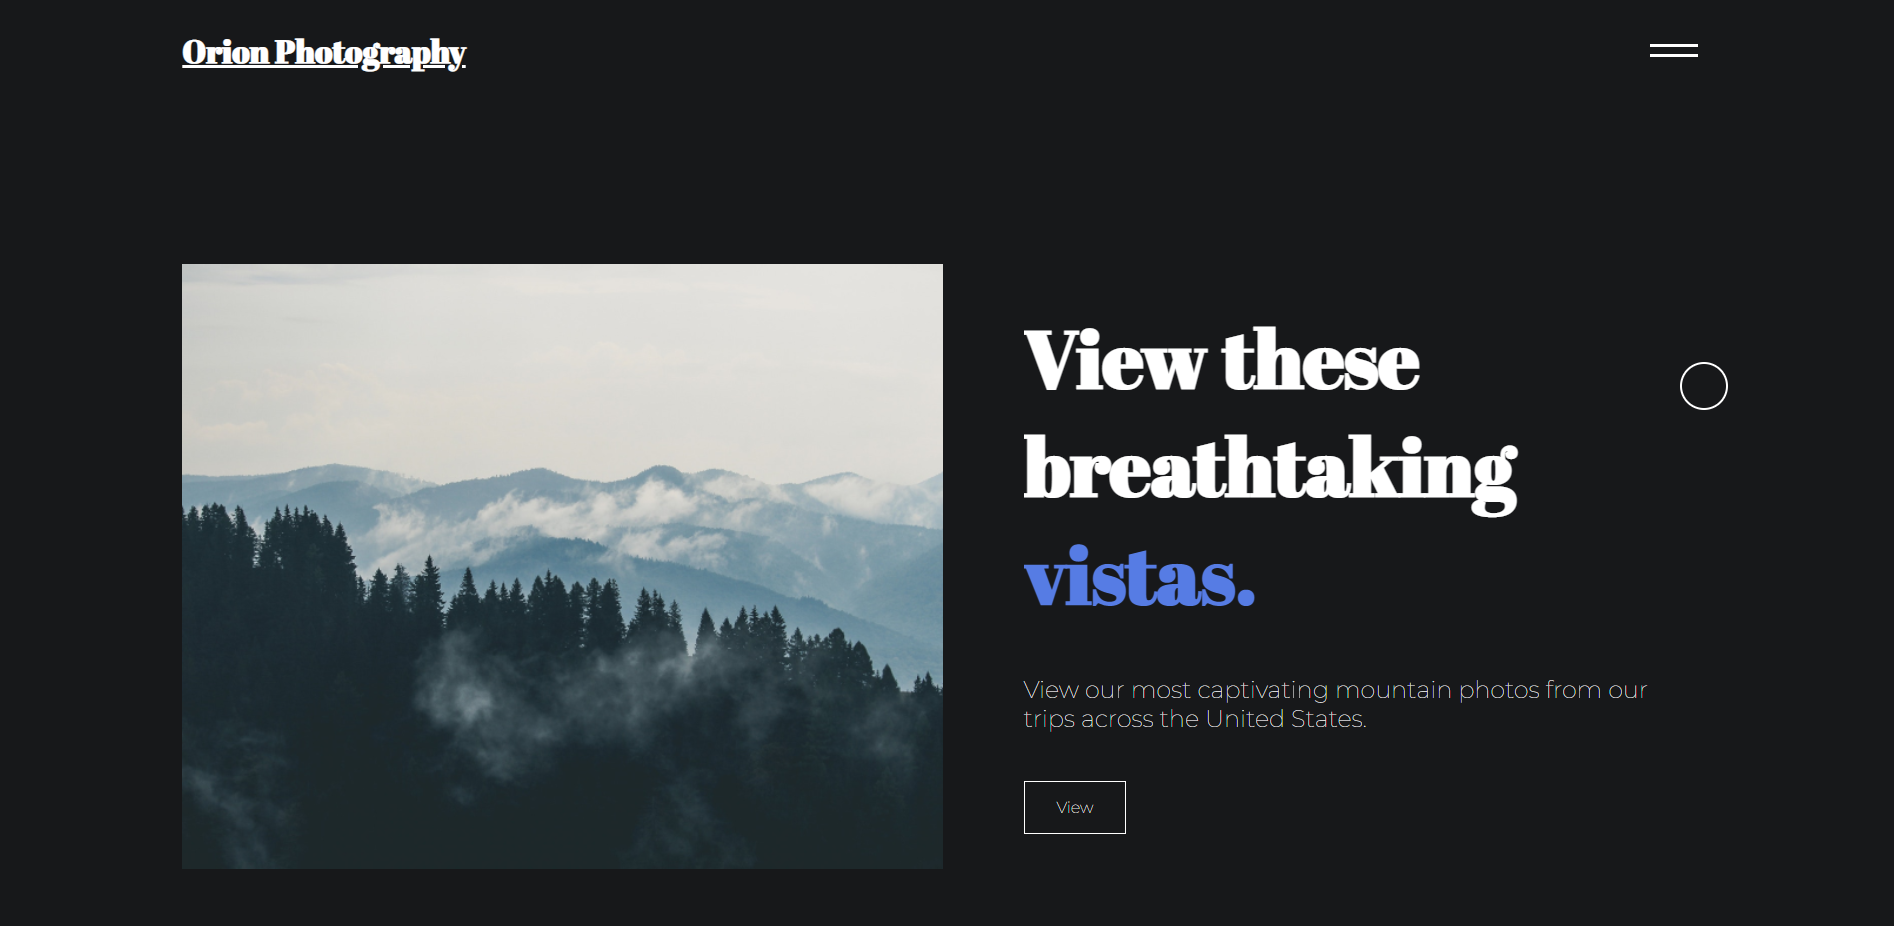 Orion Photography
View these
breathtaking
vistas.
View our most captivating mountain photos from our
trips across the United States.
View